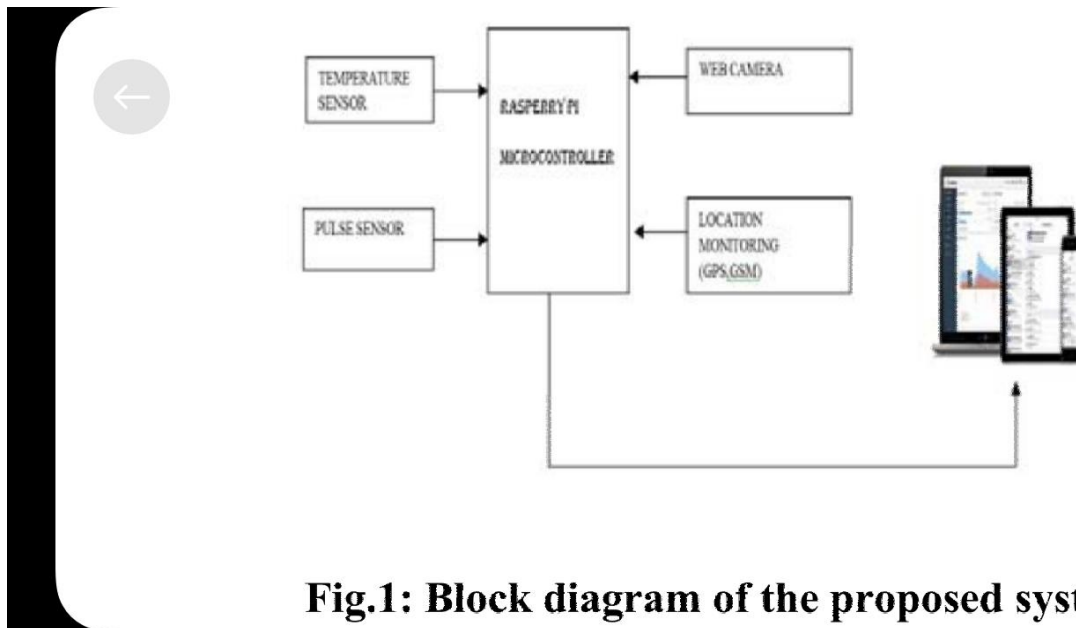 TEMPERATURE
SENSOR
RASPERRY PI
MICROCONTROLLER
WEB CAMERA
PULSE SENSOR
LOCATION
MONITORING
(GPS,GSM)
Fig.1: Block diagram of the proposed syst